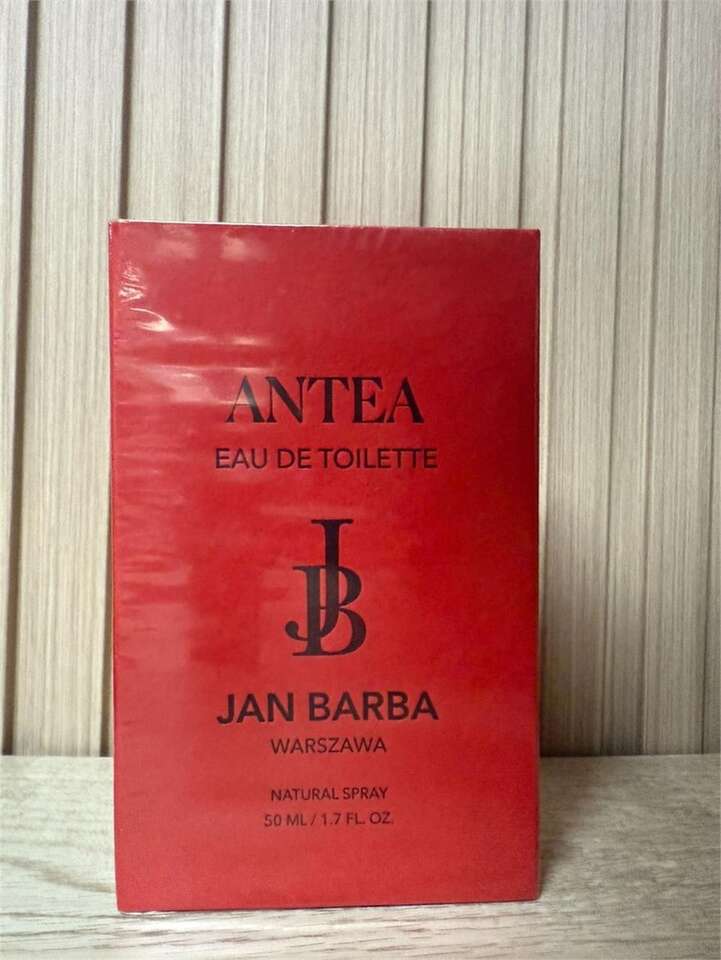 ANTEA
EAU DE TOILETTE
JB
JAN BARBA
WARSZAWA
NATURAL SPRAY
50 ML / 1.7 FL. OZ.